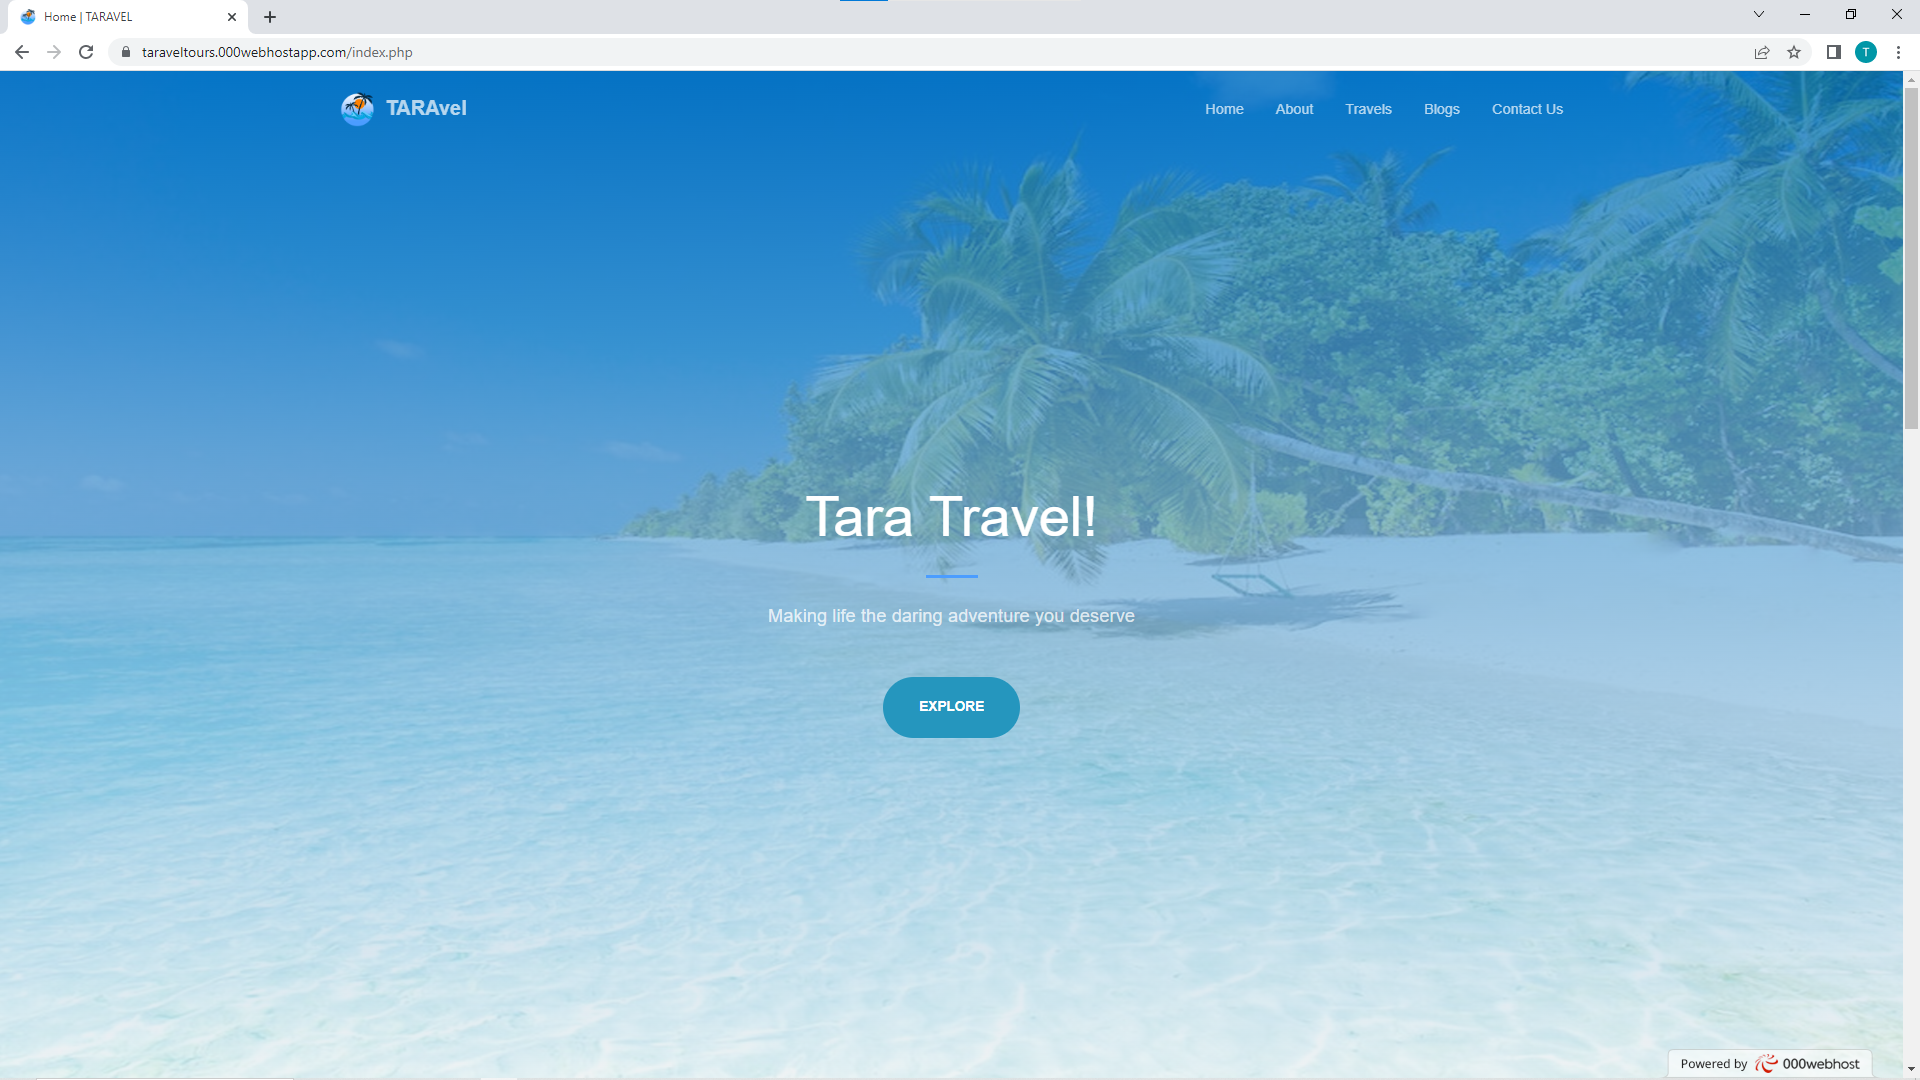 Home | TARAVEL
taraveltours.000webhostapp.com/index.php
T
TARAvel
Home
About
Travels
Blogs
Contact Us
Tara Travel!
Making life the daring adventure you deserve
EXPLORE
Powered by 000webhost